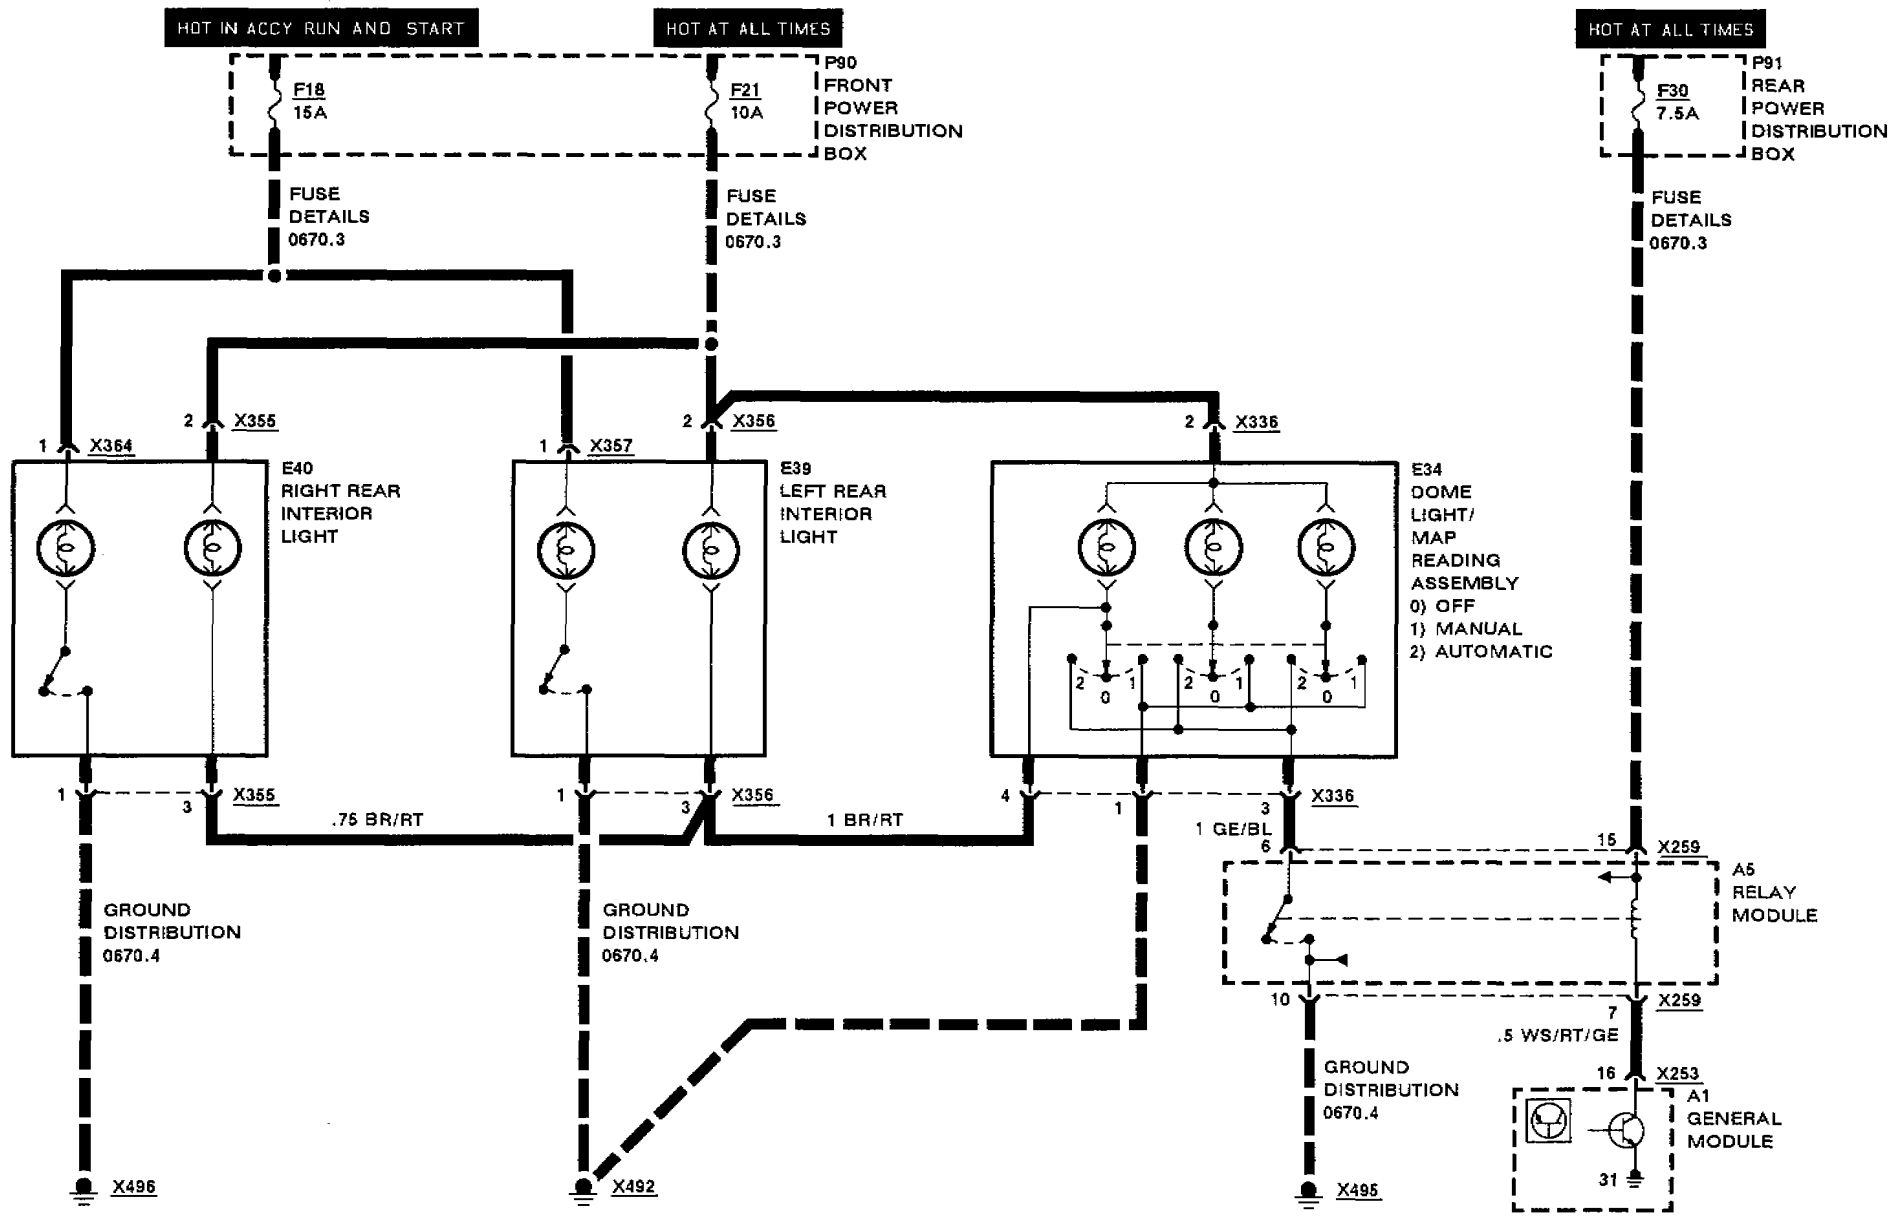 HOT IN ACCY RUN AND START
HOT AT ALL TIMES
HOT AT ALL TIMES
F18
15A
F21
10A
P90
FRONT
POWER
DISTRIBUTION
BOX
F30
7.5A
P91
REAR
POWER
DISTRIBUTION
BOX
FUSE
DETAILS
0670.3
FUSE
DETAILS
0670.3
FUSE
DETAILS
0670.3
1 X364
2 X355
1 X357
2 X356
2 X336
E40
RIGHT REAR
INTERIOR
LIGHT
E39
LEFT REAR
INTERIOR
LIGHT
E34
DOME
LIGHT/
MAP
READING
ASSEMBLY
0) OFF
1) MANUAL
2) AUTOMATIC
2 0 1
2 0 1
2 0 1
1 3 X355
1 3 X356
4 1 3 X336
.75 BR/RT
1 BR/RT
1 GE/BL
6 15 X259
A5
RELAY
MODULE
GROUND
DISTRIBUTION
0670.4
GROUND
DISTRIBUTION
0670.4
10 7 X259
.5 WS/RT/GE
GROUND
DISTRIBUTION
0670.4
16 X253
A1
GENERAL
MODULE
31
X496
X492
X495